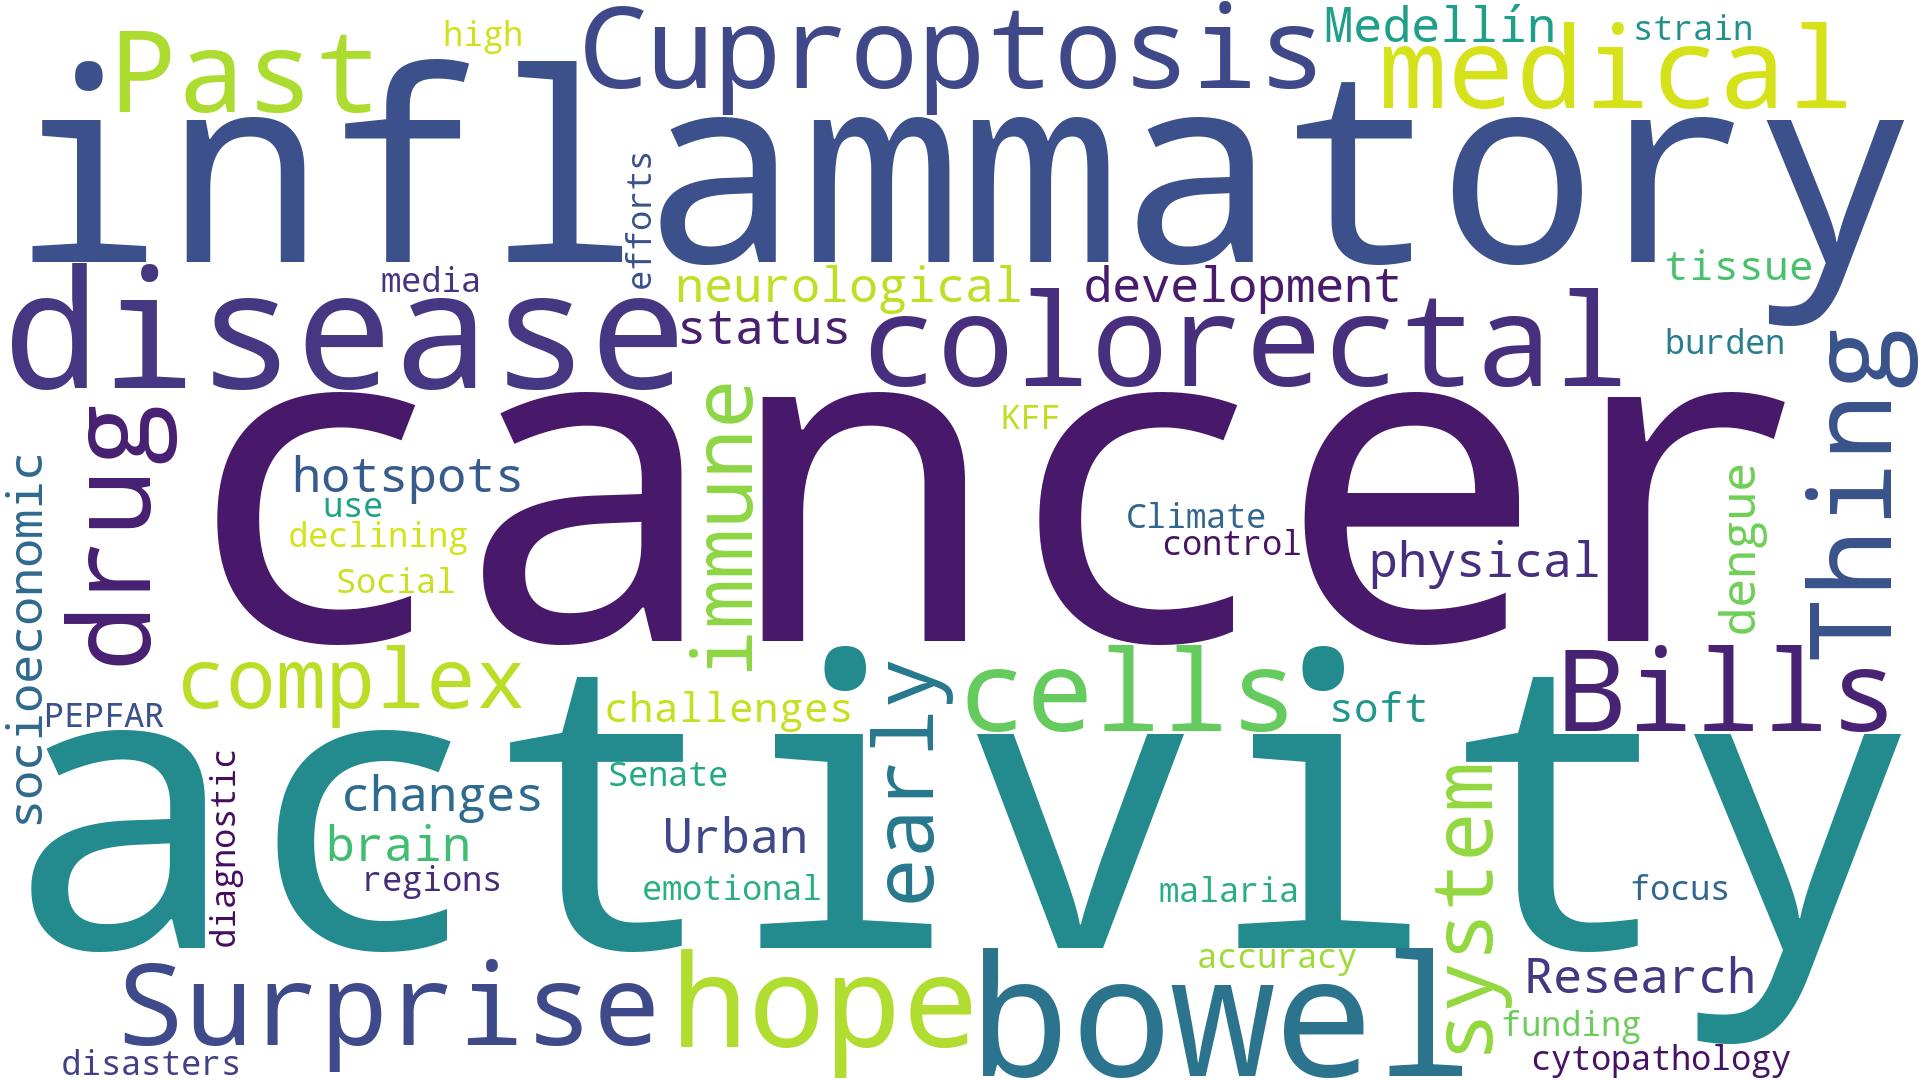 Past
high
Cuproptosis
Medellín
medical
strain
inflammatory
efforts
tissue
disease
media
neurological
development
status
colorectal
burden
Thing
drug
cancer
immune
KFF
hotspots
use
declining
Social
Climate
control
physical
dengue
socioeconomic
complex
PEPFAR
challenges
early
cells
soft
Bills
activity
diagnostic
changes
brain
regions
Senate
Urban
emotional
malaria
system
focus
Surprise
hope
bowel
accuracy
Research
funding
cytopathology
disasters